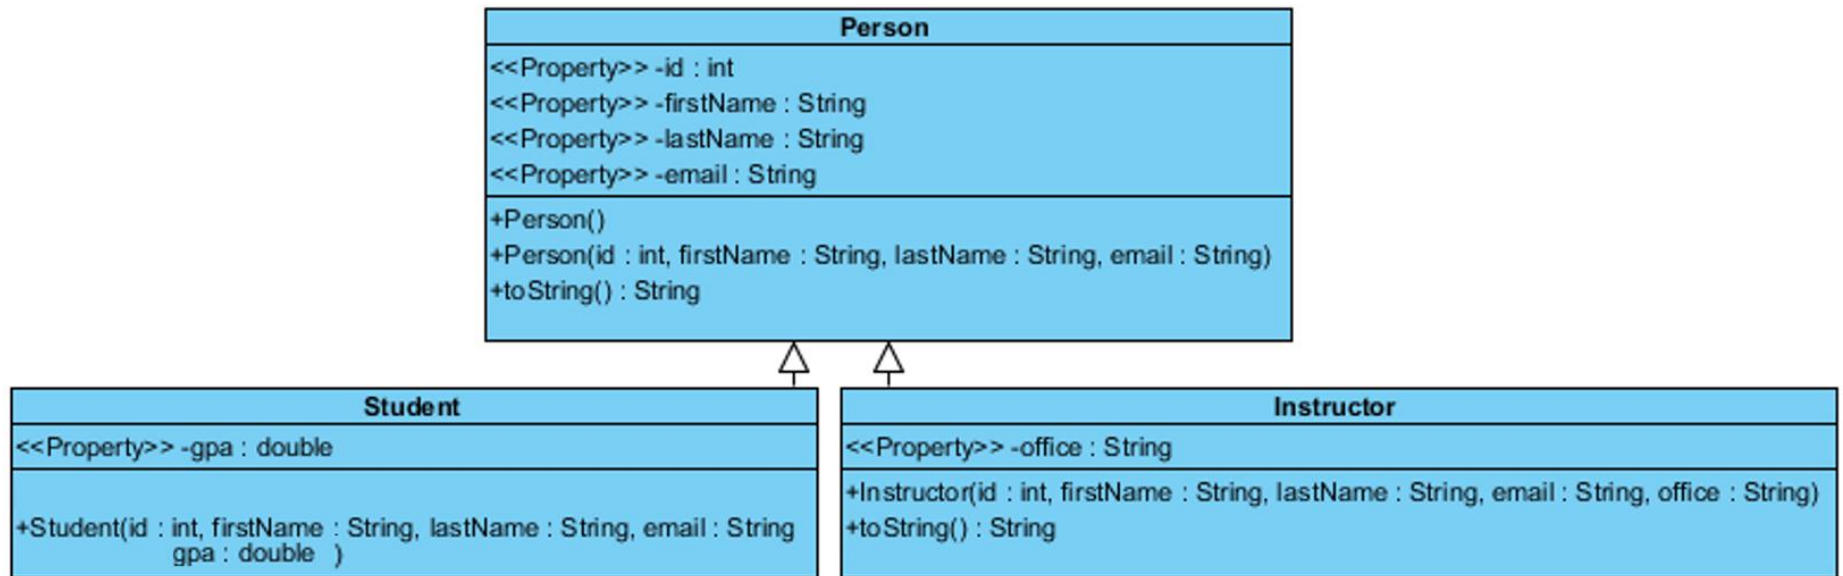 Person
<<Property>> -id : int
<<Property>> -firstName : String
<<Property>> -lastName : String
<<Property>> -email : String
+Person()
+Person(id : int, firstName : String, lastName : String, email : String)
+toString() : String
Student
<<Property>> -gpa : double
+Student(id : int, firstName : String, lastName : String, email : String
gpa : double )
Instructor
<<Property>> -office : String
+Instructor(id : int, firstName : String, lastName : String, email : String, office : String)
+toString() : String